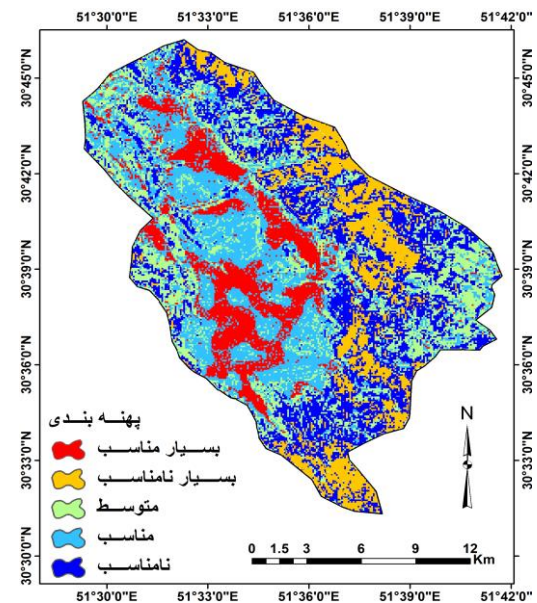 51°30'0"E 51°33'0"E 51°36'0"E 51°39'0"E 51°42'0"E
30°45'0"N 30°45'0"N
30°42'0"N 30°42'0"N
30°39'0"N 30°39'0"N
30°36'0"N 30°36'0"N
30°33'0"N 30°33'0"N
30°30'0"N 30°30'0"N
پهنه بندی
بسیار مناسب
بسیار نامناسب
متوسط
مناسب
نامناسب
N
0 1.5 3 6 9 12
Km
51°30'0"E 51°33'0"E 51°36'0"E 51°39'0"E 51°42'0"E